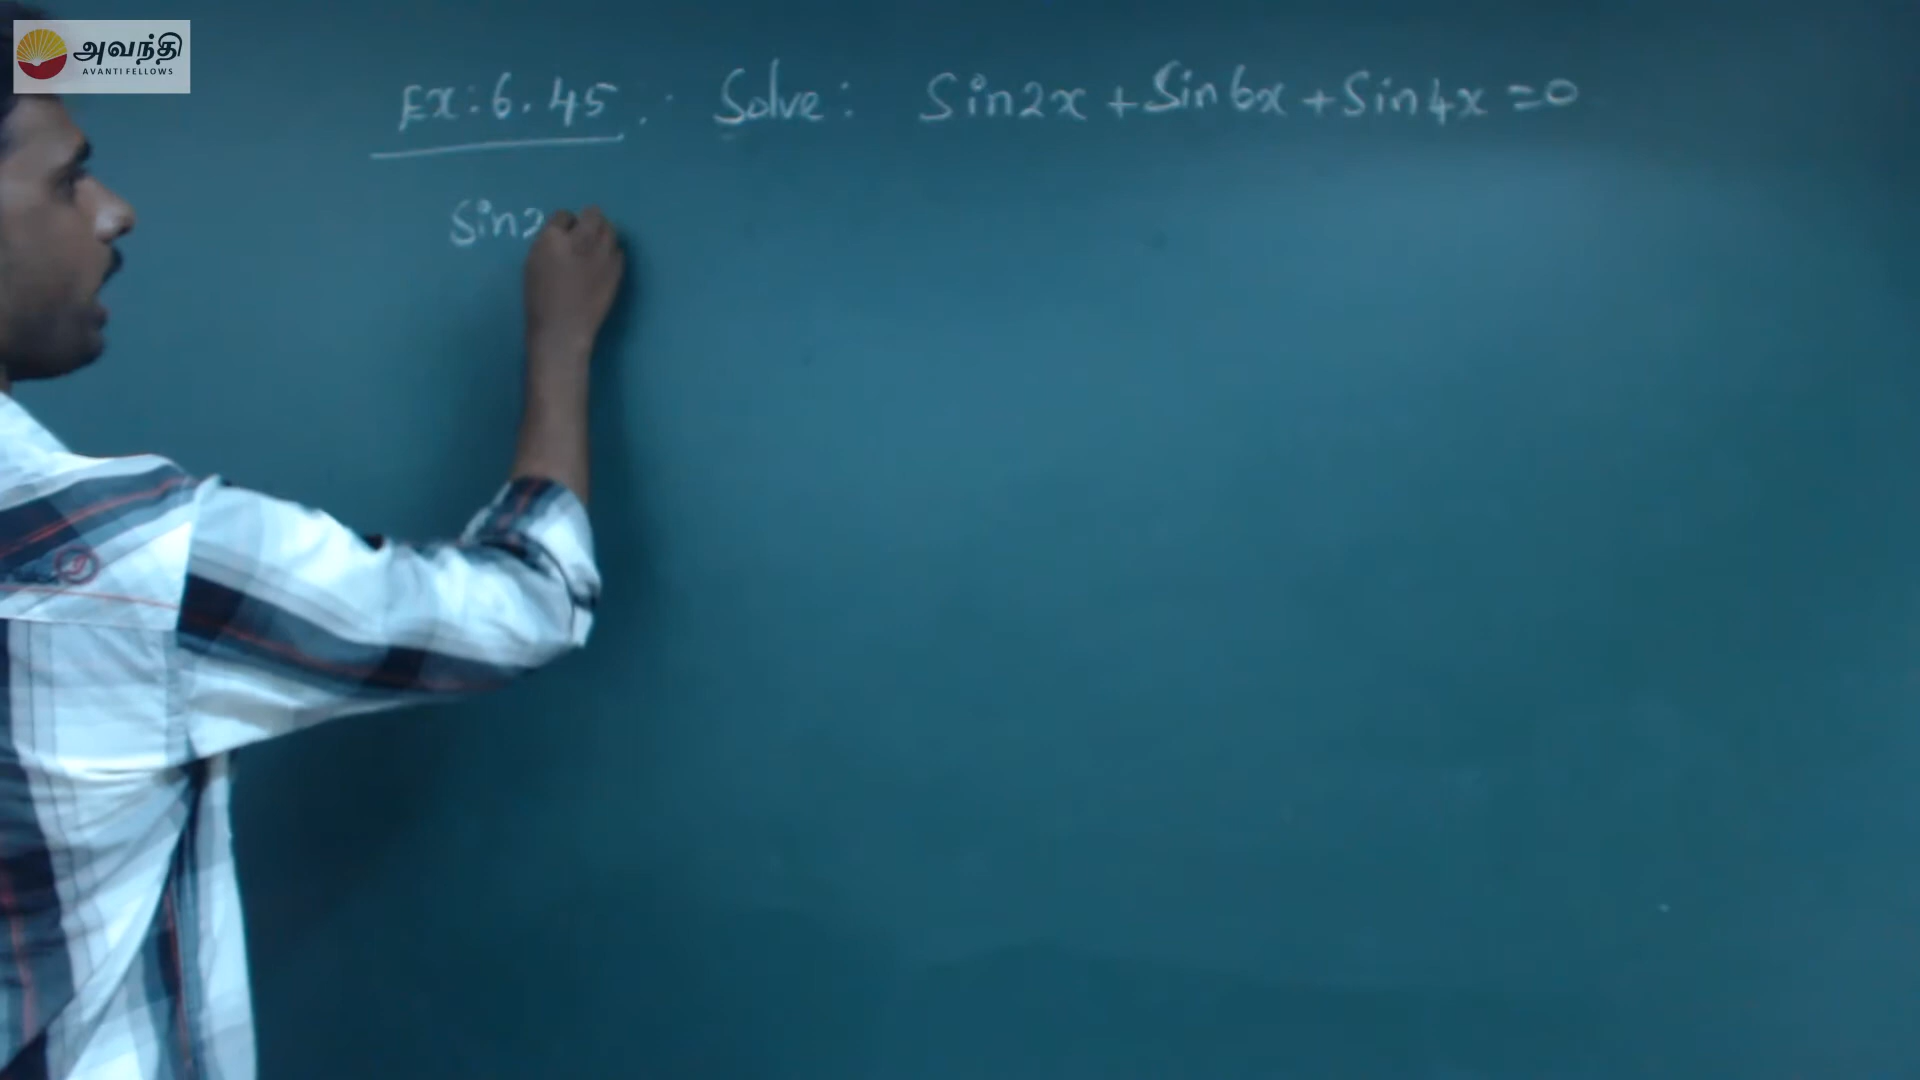 அவந்தி
AVANTI FELLOWS
Ex: 6.45: Solve: Sin2x + Sin6x + Sin4x = 0
Sin2